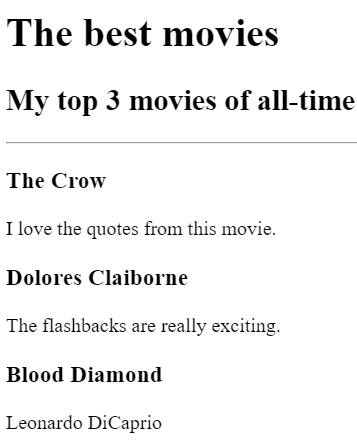 The best movies
My top 3 movies of all-time
The Crow
I love the quotes from this movie.
Dolores Claiborne
The flashbacks are really exciting.
Blood Diamond
Leonardo DiCaprio